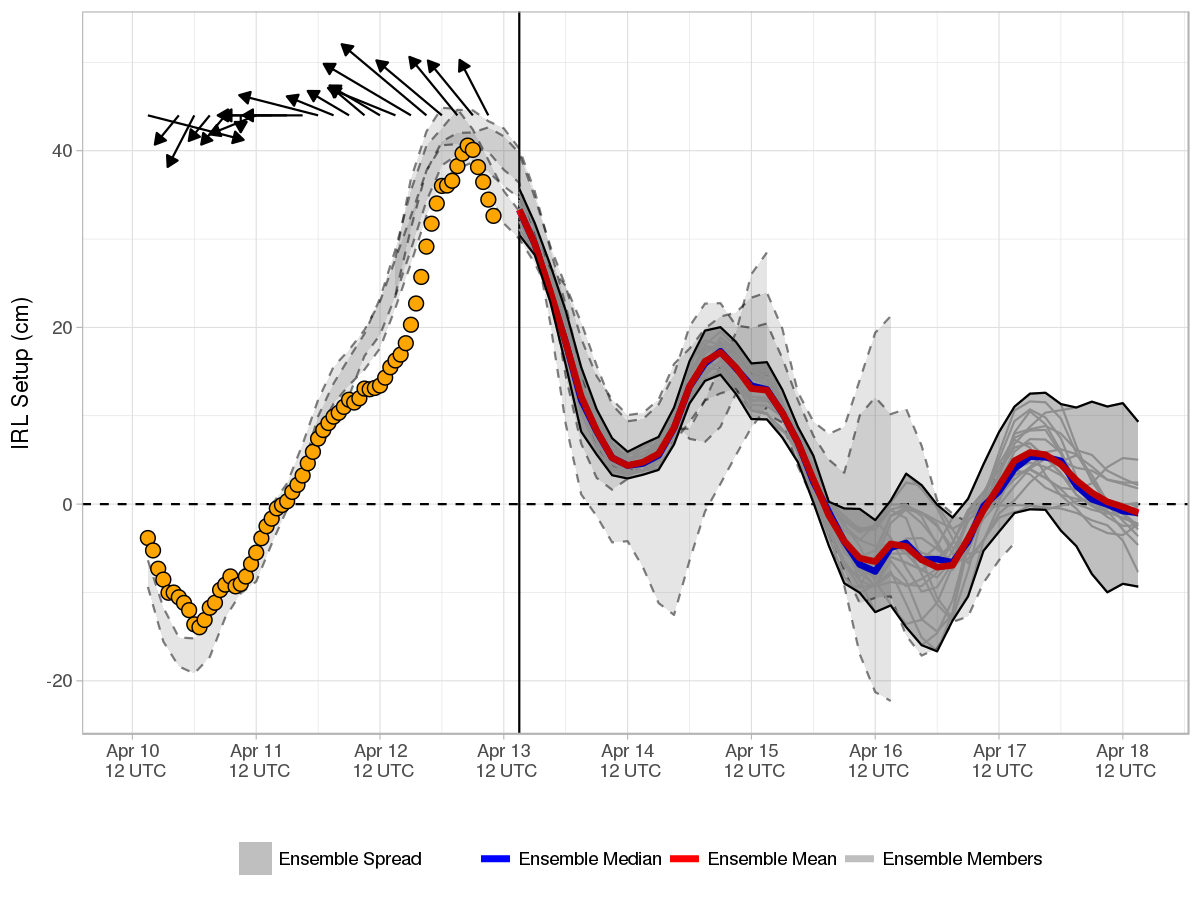 IRL Setup (cm)
40
20
0
-20
Apr 10 Apr 11 Apr 12 Apr 13 Apr 14 Apr 15 Apr 16 Apr 17 Apr 18
12 UTC 12 UTC 12 UTC 12 UTC 12 UTC 12 UTC 12 UTC 12 UTC 12 UTC
Ensemble Spread Ensemble Median Ensemble Mean Ensemble Members